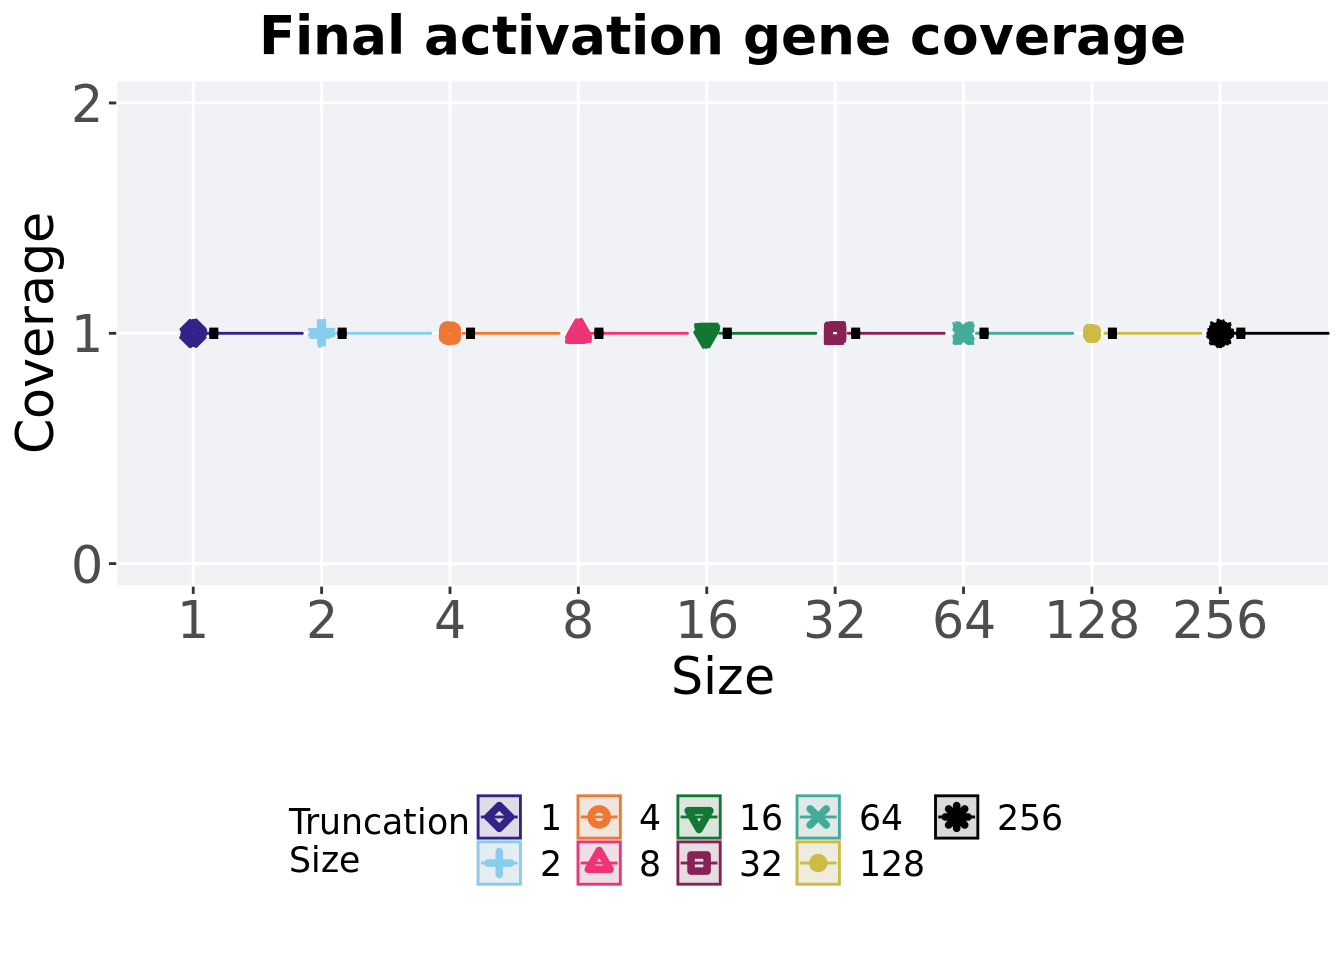 Final activation gene coverage
2
1
0
Coverage
1 2 4 8 16 32 64 128 256
Size
Truncation
Size
1 4 16 64 256
2 8 32 128